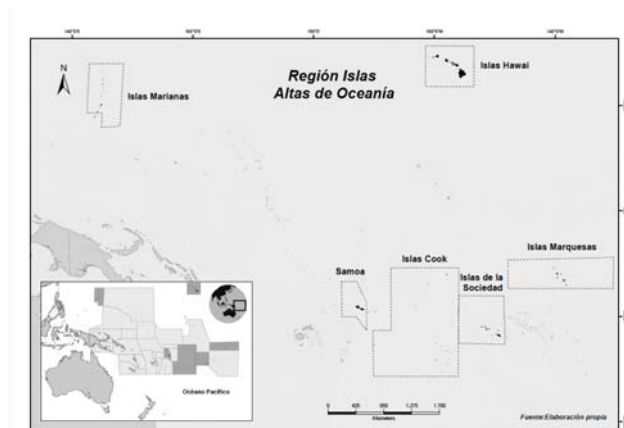 N
Región Islas
Altas de Oceanía
Islas Hawai
Islas Marianas
Islas Marquesas
Islas Cook
Islas de la
Sociedad
Samoa
Océano Pacífico
Kilometers
Fuente:Elaboración propia